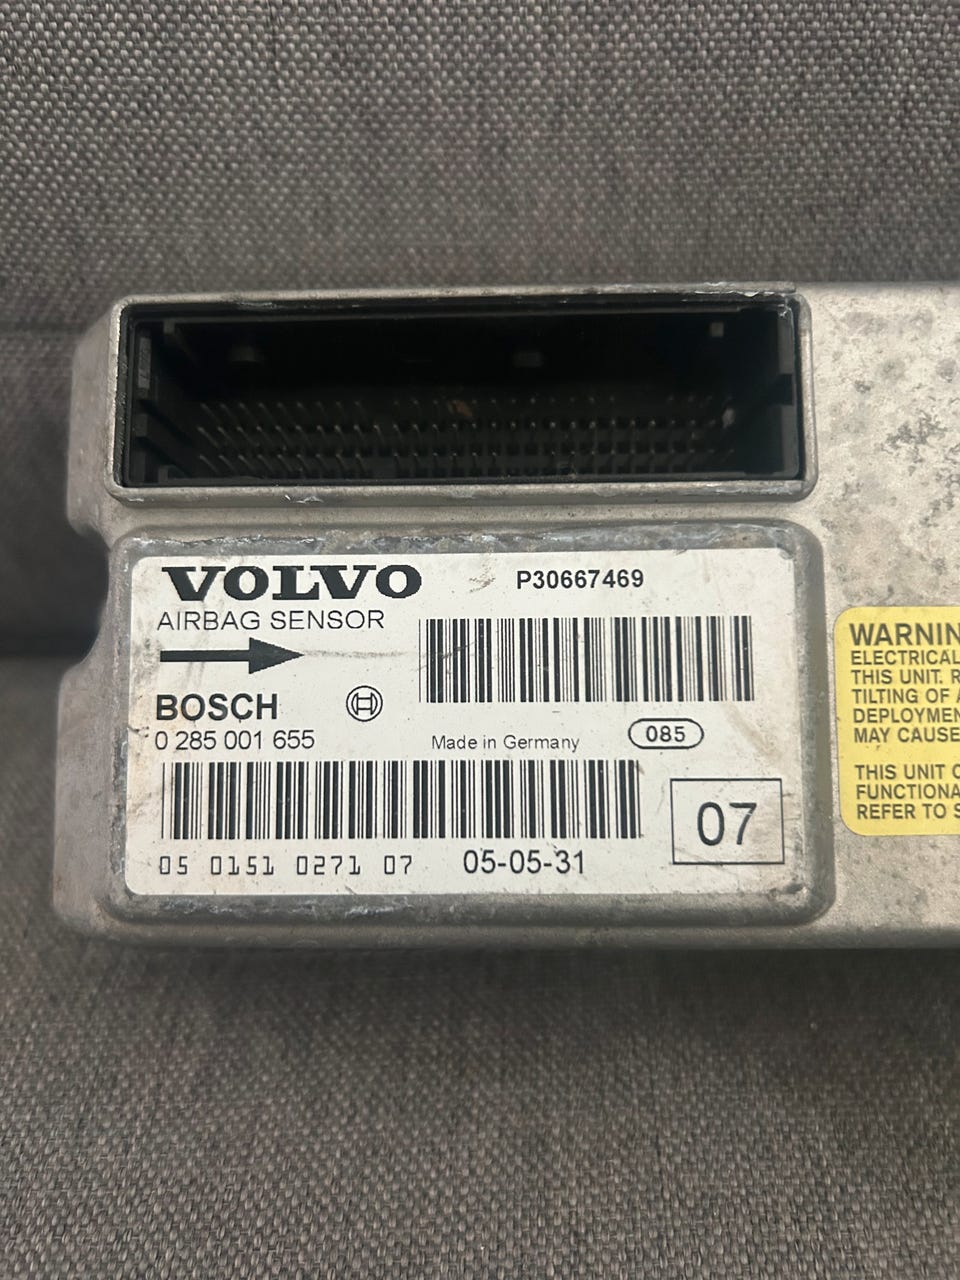 VOLVO
P30667469
AIRBAG SENSOR
BOSCH
0 285 001 655
Made in Germany
085
07
05 0151 0271 07
05-05-31
WARNIN
ELECTRICAL
THIS UNIT. R
TILTING OF A
DEPLOYMEN
MAY CAUSE
THIS UNIT C
FUNCTIONA
REFER TO S